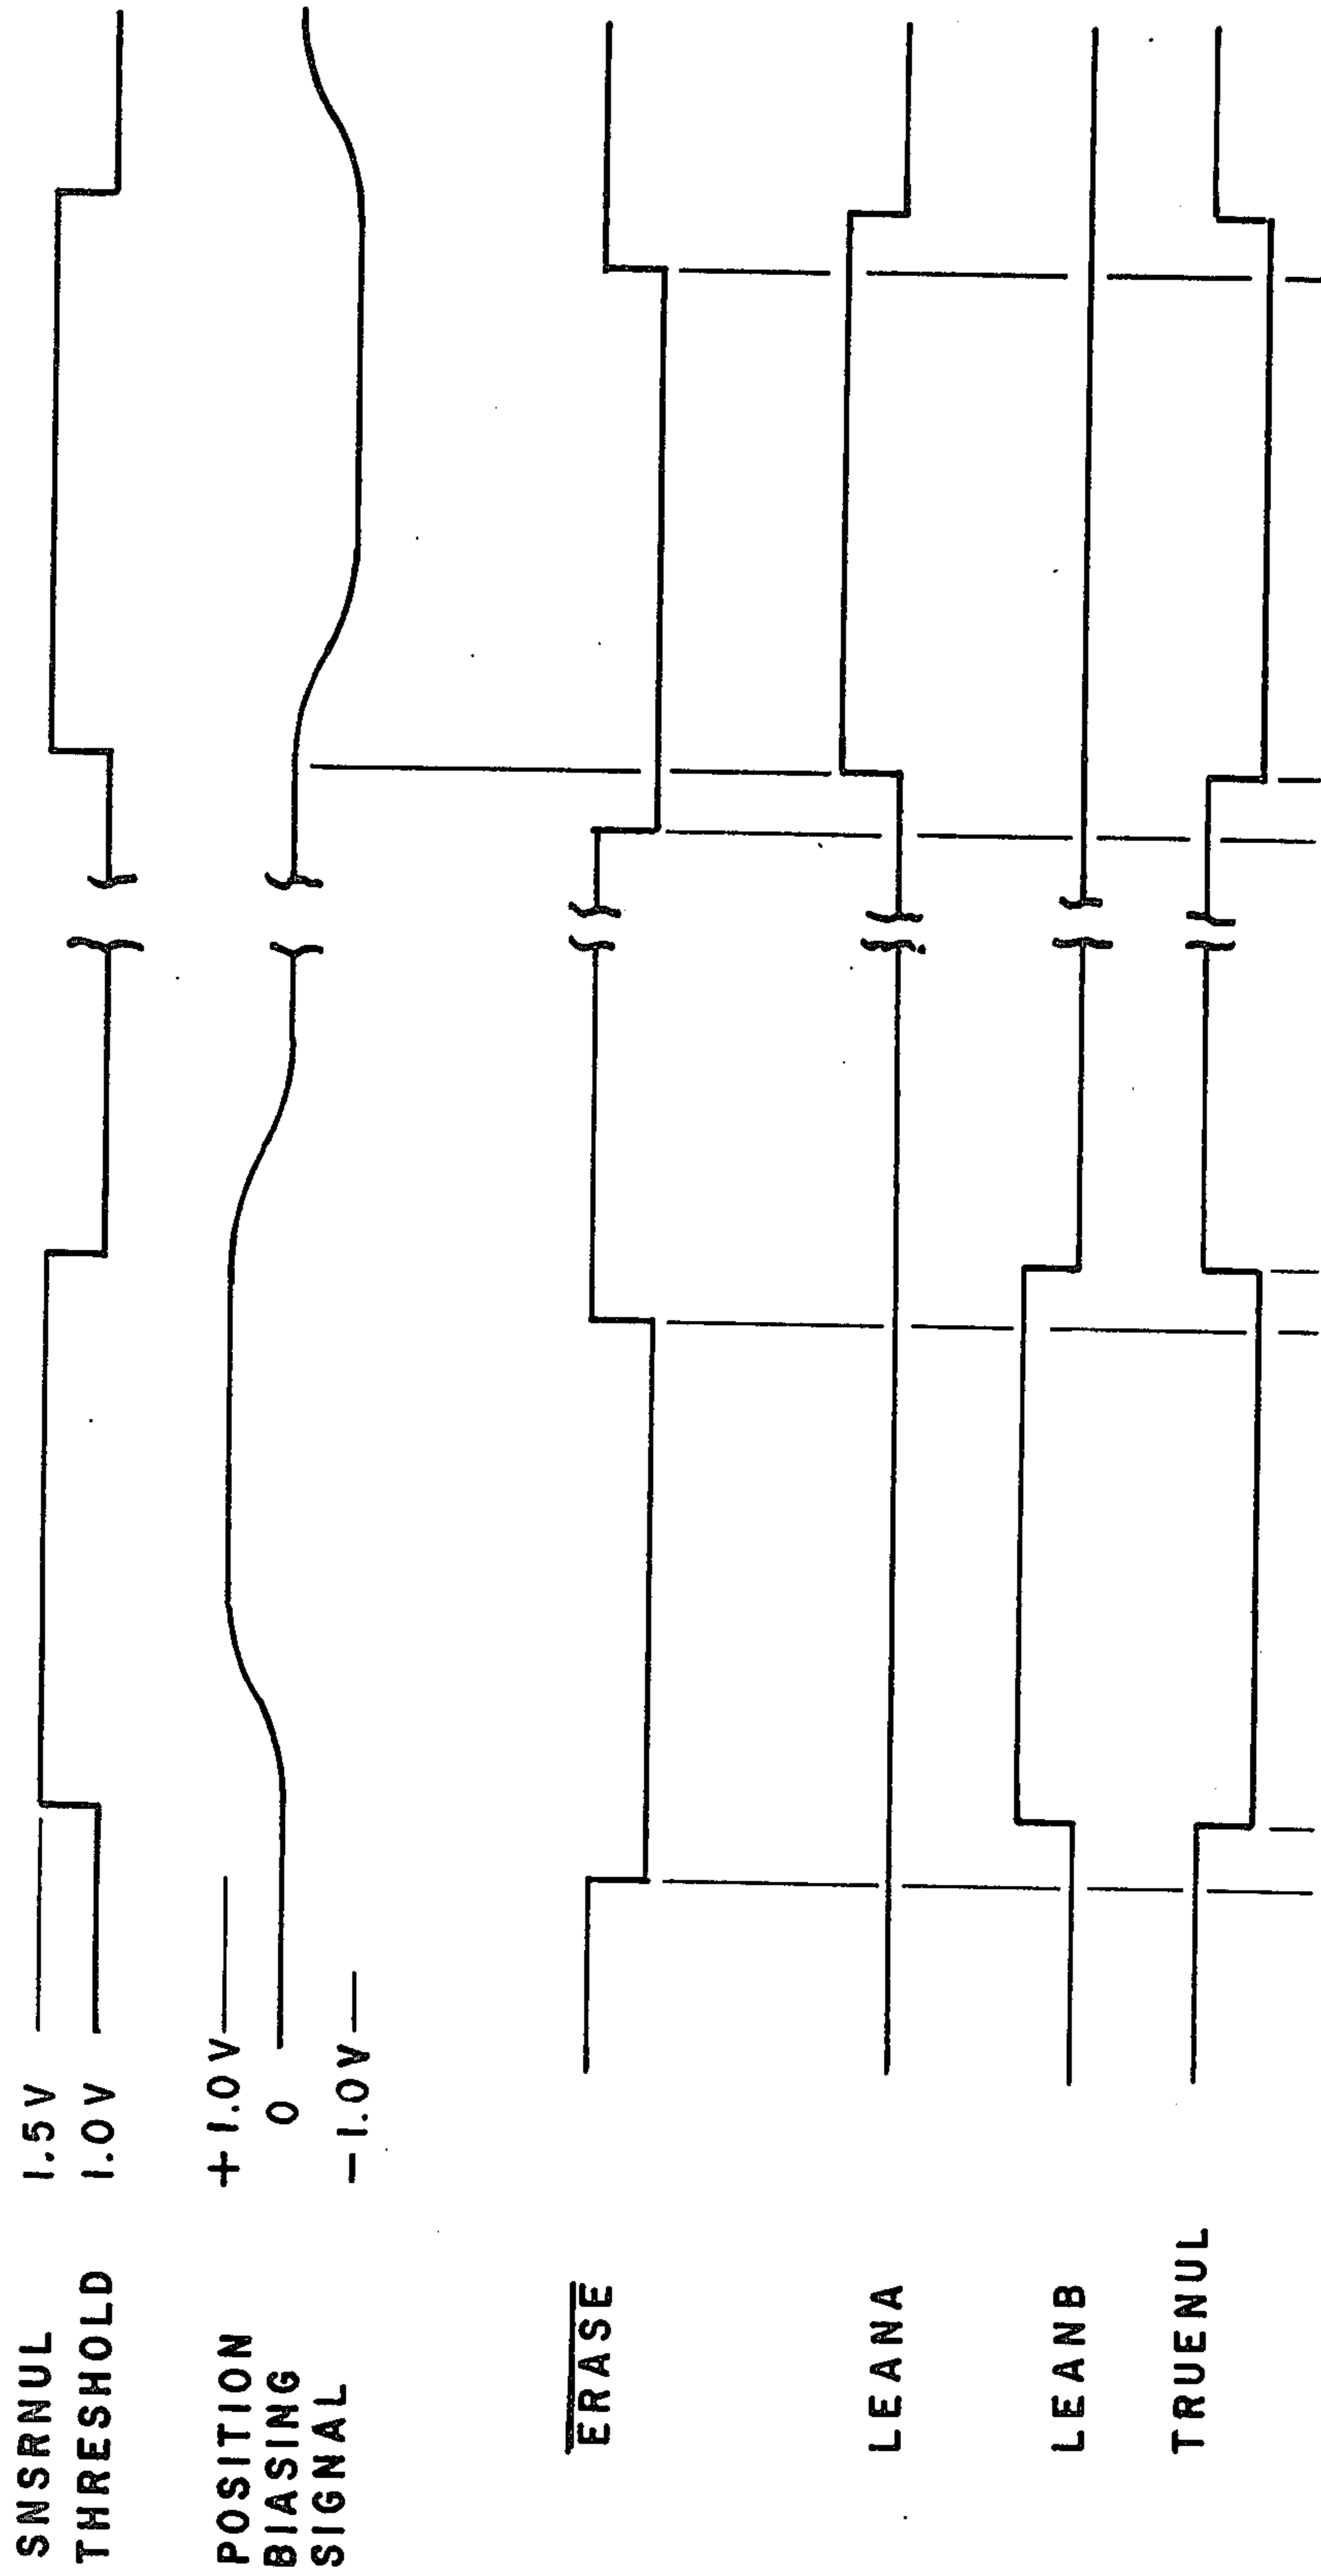 SNSRNUL 1.5V
THRESHOLD 1.0V
POSITION +1.0V
BIASING 0
SIGNAL -1.0V
ERASE
LEANA
LEANB
TRUENUL